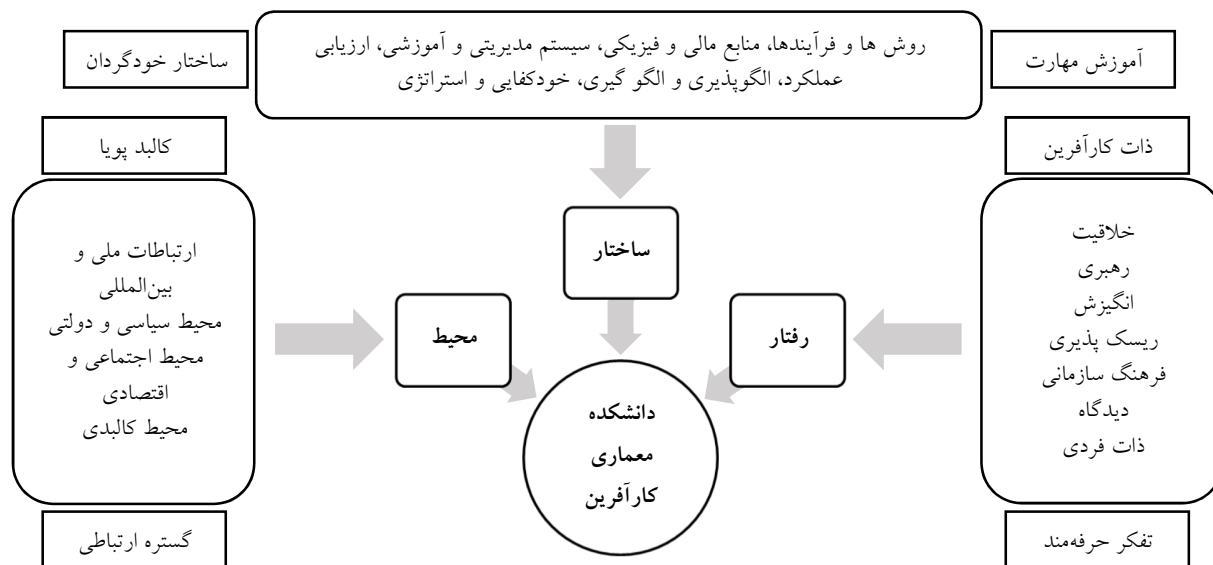 روش ها و فرآیندها، منابع مالی و فیزیکی، سیستم مدیریتی و آموزشی، ارزیابی
عملکرد، الگوپذیری و الگو گیری، خودکفایی و استراتژی
آموزش مهارت
ساختار خودگردان
ذات کارآفرین
کالبد پویا
خلاقیت
رهبری
انگیزش
ریسک پذیری
فرهنگ سازمانی
دیدگاه
ذات فردی
ساختار
رفتار
محیط
ارتباطات ملی و
بین‌المللی
محیط سیاسی و دولتی
محیط اجتماعی و
اقتصادی
محیط کالبدی
دانشکده
معماری
کارآفرین
تفکر حرفه‌مند
گستره ارتباطی